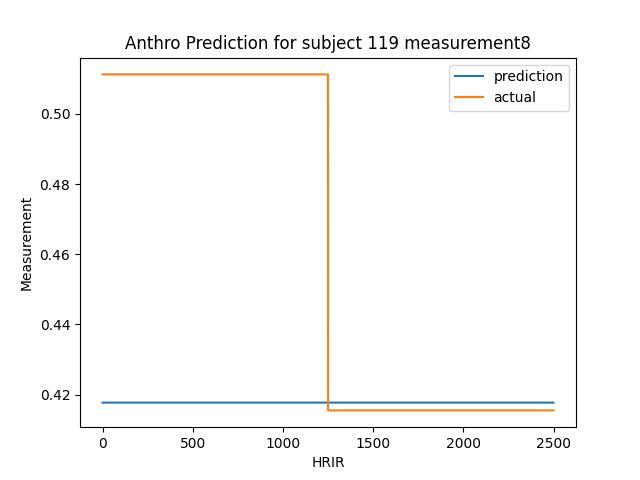 Anthro Prediction for subject 119 measurement8
prediction
actual
0.50
0.48
0.46
0.44
0.42
Measurement
0
500
1000
1500
2000
2500
HRIR